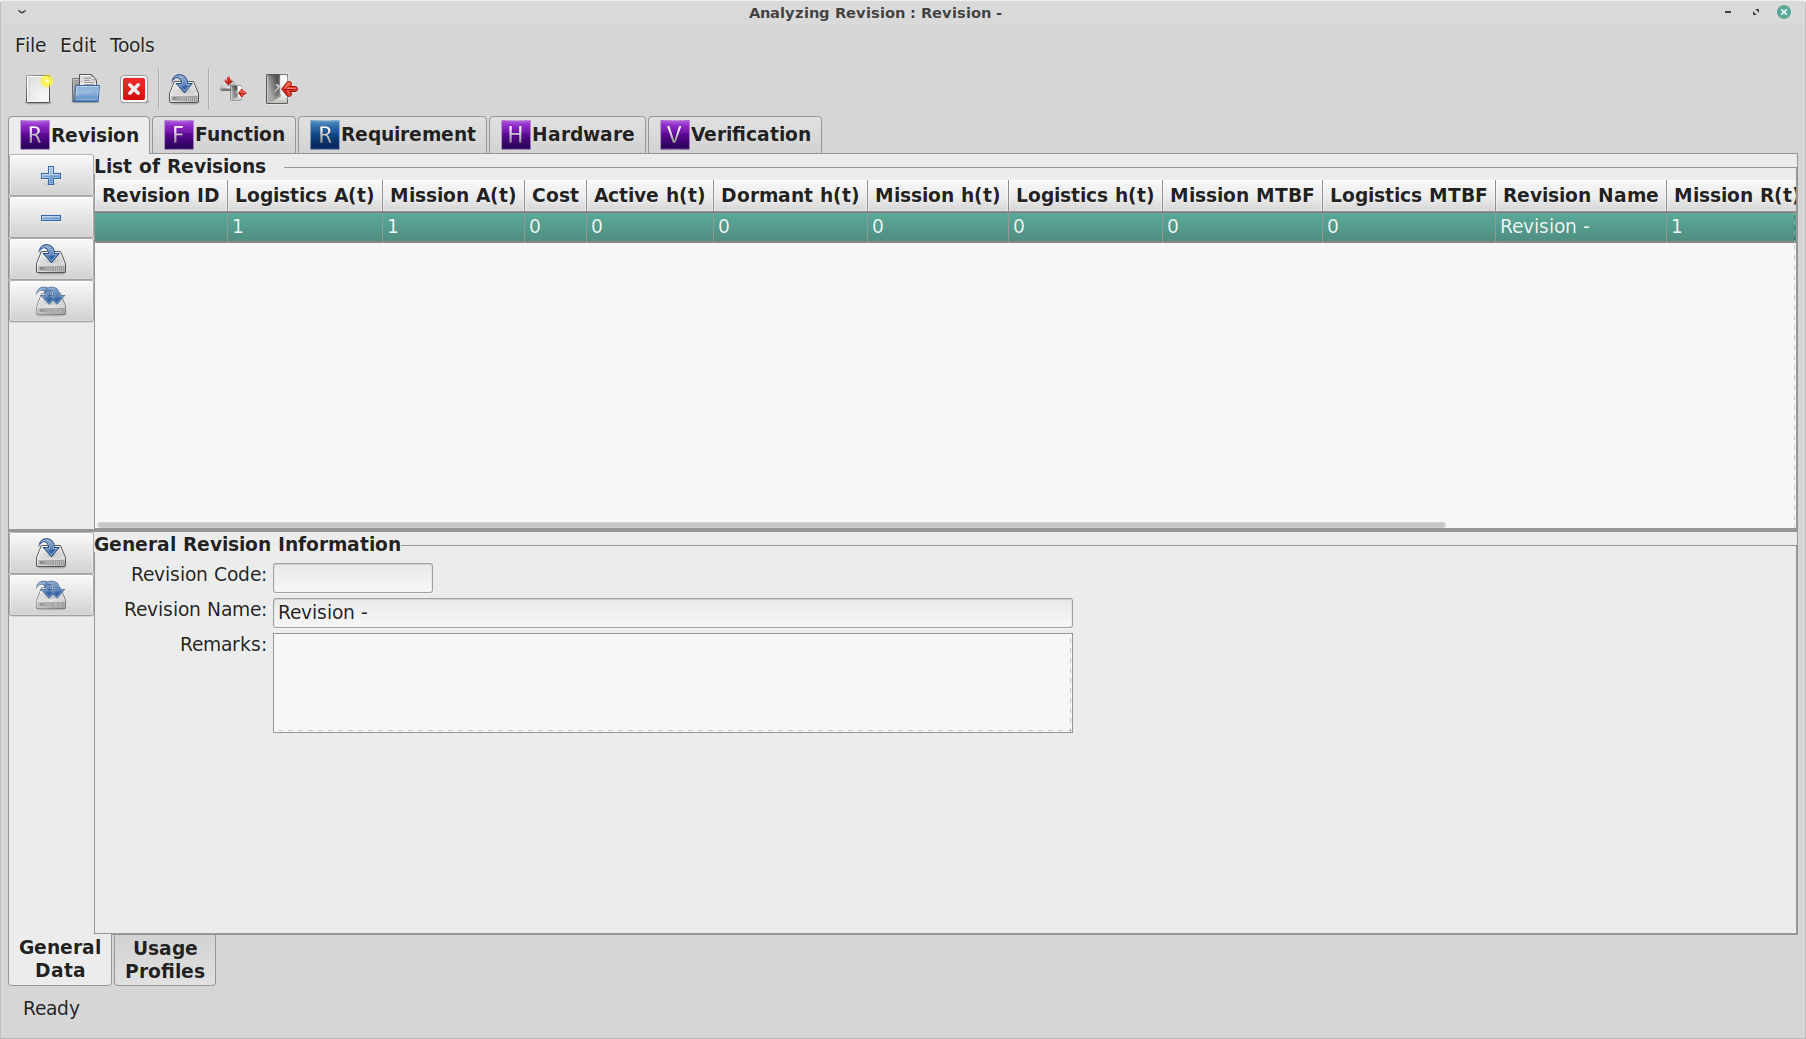 Analyzing Revision : Revision -
File Edit Tools
R Revision F Function R Requirement H Hardware V Verification
List of Revisions
Revision ID Logistics A(t) Mission A(t) Cost Active h(t) Dormant h(t) Mission h(t) Logistics h(t) Mission MTBF Logistics MTBF Revision Name Mission R(t)
1 1 0 0 0 0 0 0 0 Revision - 1
General Revision Information
Revision Code:
Revision Name: Revision -
Remarks:
General Data
Usage Profiles
Ready